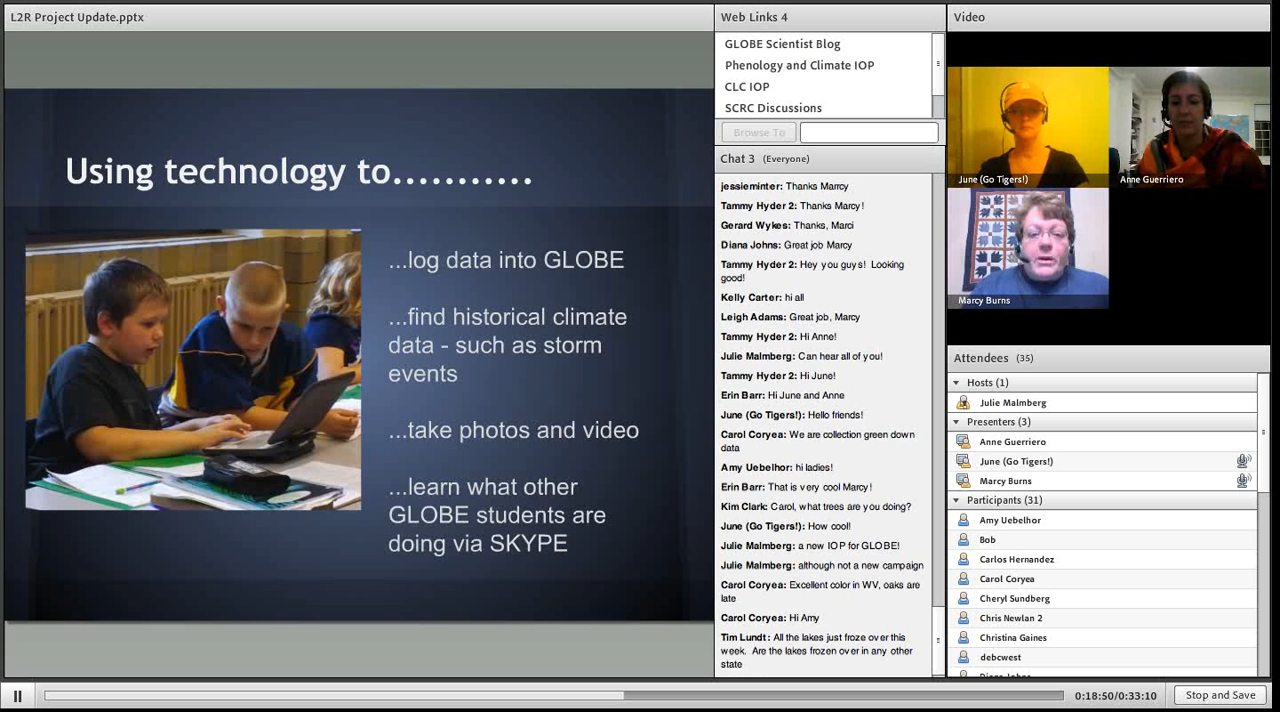 L2R Project Update.pptx
Using technology to...........
...log data into GLOBE
...find historical climate
data - such as storm
events
...take photos and video
...learn what other
GLOBE students are
doing via SKYPE
Web Links 4
GLOBE Scientist Blog
Phenology and Climate IOP
CLC IOP
SCRC Discussions
Browse To
Chat 3 (Everyone)
jessieminter: Thanks Marcy
Tammy Hyder 2: Thanks Marcy!
Gerard Wykes: Thanks, Marci
Diana Johns: Great job Marcy
Tammy Hyder 2: Hey you guys! Looking
good!
Kelly Carter: hi all
Leigh Adams: Great job, Marcy
Tammy Hyder 2: Hi Anne!
Julie Malmberg: Can hear all of you!
Tammy Hyder 2: Hi June!
Erin Barr: Hi June and Anne
June (Go Tigers!): Hello friends!
Carol Coryea: We are collection green down
data
Amy Uebelhor: hi ladies!
Erin Barr: That is very cool Marcy!
Kim Clark: Carol, what trees are you doing?
June (Go Tigers!): How cool!
Julie Malmberg: a new IOP for GLOBE!
Julie Malmberg: although not a new campaign
Carol Coryea: Excellent color in WV, oaks are
late
Carol Coryea: Hi Amy
Tim Lundt: All the lakes just froze over this
week. Are the lakes frozen over in any other
state
Video
June (Go Tigers!)
Anne Guerriero
Marcy Burns
Attendees (35)
Hosts (1)
Julie Malmberg
Presenters (3)
Anne Guerriero
June (Go Tigers!)
Marcy Burns
Participants (31)
Amy Uebelhor
Bob
Carlos Hernandez
Carol Coryea
Cheryl Sundberg
Chris Newlan 2
Christina Gaines
debcwest
0:18:50/0:33:10
Stop and Save